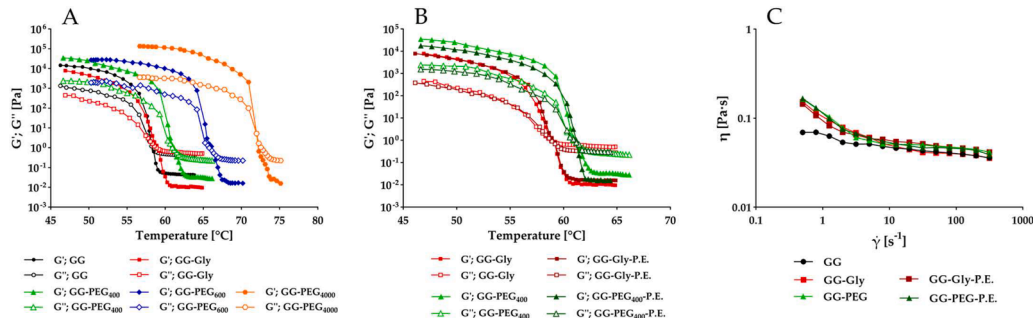 A
B
C
G'; G'' [Pa]
10⁶
10⁵
10⁴
10³
10²
10¹
10⁰
10⁻¹
10⁻²
10⁻³
45 50 55 60 65 70 75 80
Temperature [°C]
G'; GG
G''; GG
G'; GG-Gly
G''; GG-Gly
G'; GG-PEG₄₀₀
G''; GG-PEG₄₀₀
G'; GG-PEG₆₀₀
G''; GG-PEG₆₀₀
G'; GG-PEG₄₀₀₀
G''; GG-PEG₄₀₀₀
G'; G'' [Pa]
10⁵
10⁴
10³
10²
10¹
10⁰
10⁻¹
10⁻²
10⁻³
45 50 55 60 65 70
Temperature [°C]
G'; GG-Gly
G''; GG-Gly
G'; GG-Gly-P.E.
G''; GG-Gly-P.E.
G'; GG-PEG₄₀₀
G''; GG-PEG₄₀₀
G'; GG-PEG₄₀₀-P.E.
G''; GG-PEG₄₀₀-P.E.
η [Pa·s]
1
0.1
0.01
0.1 1 10 100 1000
γ̇ [s⁻¹]
GG
GG-Gly
GG-PEG
GG-Gly-P.E.
GG-PEG-P.E.